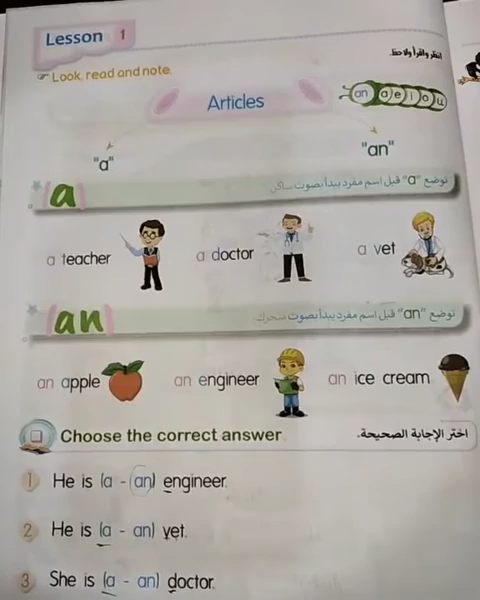 Lesson 1
انظر واقرأ ولاحظ.
Look, read and note.
Articles
an a e i o u
"a" "an"
a
توضع "a" قبل اسم مفرد يبدأ بصوت ساكن
a teacher a doctor a vet
an
توضع "an" قبل اسم مفرد يبدأ بصوت متحرك
an apple an engineer an ice cream
Choose the correct answer. اختر الإجابة الصحيحة.
1 He is (a - an) engineer.
2 He is (a - an) vet.
3 She is (a - an) doctor.